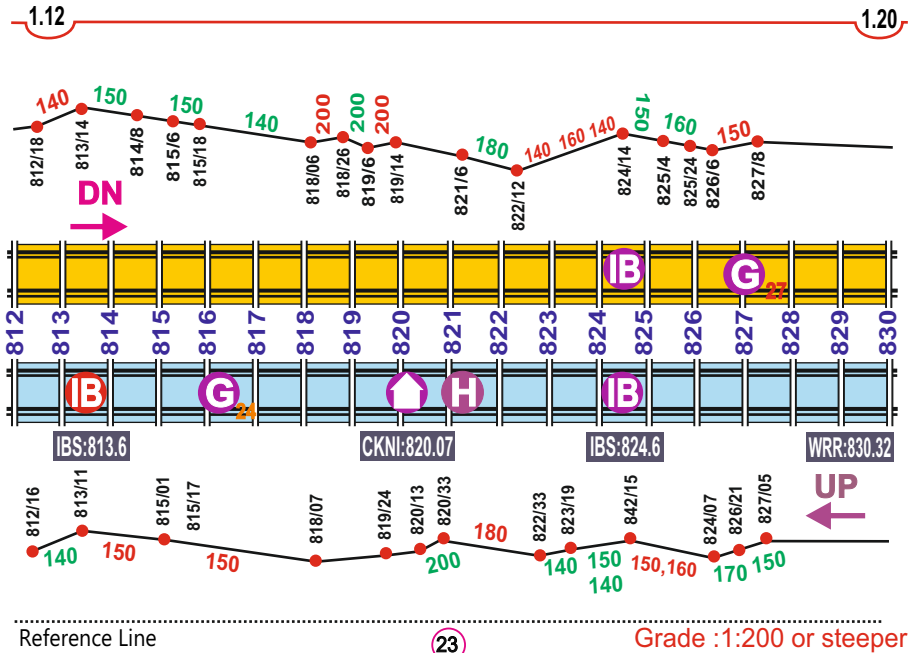 1.12 1.20
140 150 150 140 200 200 200 180 140 160 140 150 160 150
812/18 813/14 814/8 815/6 815/18 818/06 818/26 819/6 819/14 821/6 822/12 824/14 825/4 825/24 826/6 827/8
DN
IB G 27
812 813 814 815 816 817 818 819 820 821 822 823 824 825 826 827 828 829 830
IB G 24 H IB
IBS:813.6 CKNI:820.07 IBS:824.6 WRR:830.32
UP
812/16 813/11 815/01 815/17 818/07 819/24 820/13 820/33 822/33 823/19 842/15 824/07 826/21 827/05
140 150 150 200 180 140 150 140 150,160 170 150
Reference Line 23 Grade :1:200 or steeper